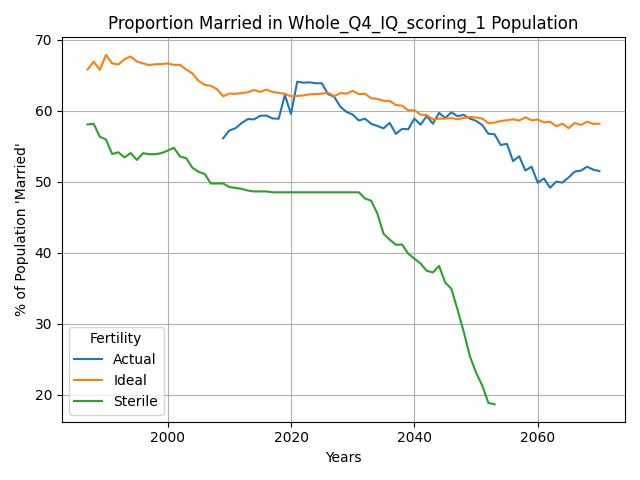 Proportion Married in Whole_Q4_IQ_scoring_1 Population
% of Population 'Married'
70
60
50
40
30
20
Fertility
Actual
Ideal
Sterile
2000
2020
2040
2060
Years